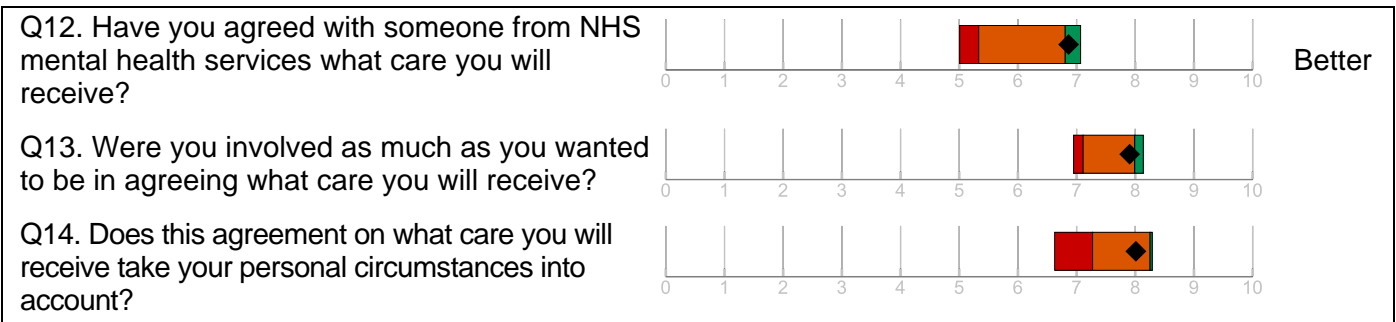 Q12. Have you agreed with someone from NHS
mental health services what care you will
receive?
0 1 2 3 4 5 6 7 8 9 10
Better
Q13. Were you involved as much as you wanted
to be in agreeing what care you will receive?
0 1 2 3 4 5 6 7 8 9 10
Q14. Does this agreement on what care you will
receive take your personal circumstances into
account?
0 1 2 3 4 5 6 7 8 9 10